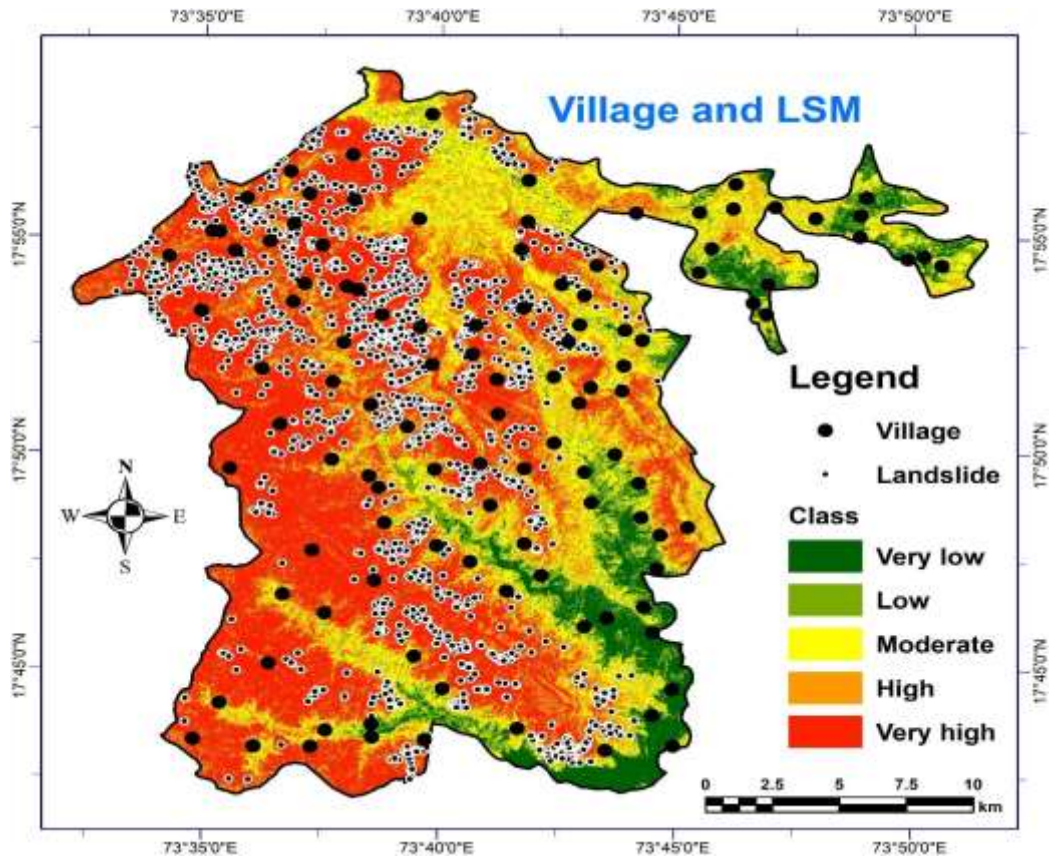 73°35'0"E 73°40'0"E 73°45'0"E 73°50'0"E
Village and LSM
17°55'0"N 17°55'0"N
Legend
Village
17°50'0"N 17°50'0"N
Landslide
N
Class
W E
S
Very low
Low
Moderate
17°45'0"N 17°45'0"N
High
Very high
0 2.5 5 7.5 10
km
73°35'0"E 73°40'0"E 73°45'0"E 73°50'0"E